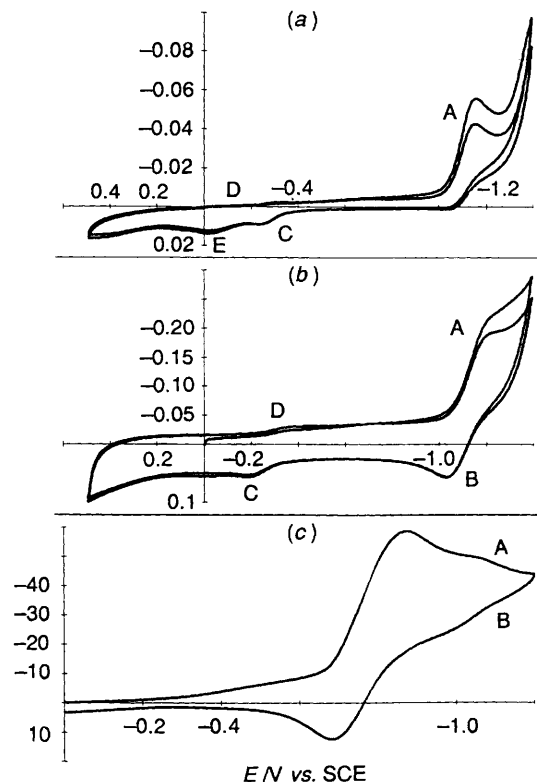 (a)
−0.08
−0.06
A
−0.04
−0.02
0.4 0.2 D −0.4 −1.2
0.02 E C
(b)
−0.20
A
−0.15
−0.10
−0.05
D
0.2 −0.2 −1.0
0.1 C B
(c)
A
−40
−30
B
−20
−10
−0.2 −0.4 −1.0
10
E/V vs. SCE